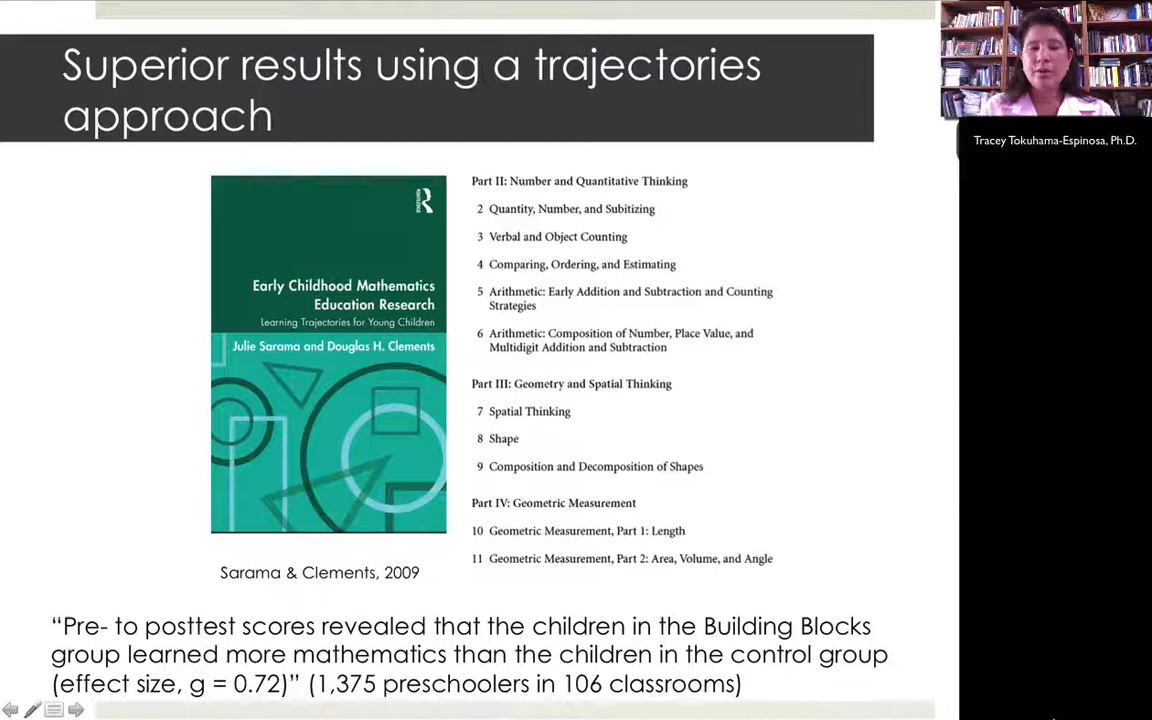 Superior results using a trajectories
approach
Tracey Tokuhama-Espinosa, Ph.D.
R
Early Childhood Mathematics
Education Research
Learning Trajectories for Young Children
Julie Sarama and Douglas H. Clements
Sarama & Clements, 2009
Part II: Number and Quantitative Thinking
2 Quantity, Number, and Subitizing
3 Verbal and Object Counting
4 Comparing, Ordering, and Estimating
5 Arithmetic: Early Addition and Subtraction and Counting
Strategies
6 Arithmetic: Composition of Number, Place Value, and
Multidigit Addition and Subtraction
Part III: Geometry and Spatial Thinking
7 Spatial Thinking
8 Shape
9 Composition and Decomposition of Shapes
Part IV: Geometric Measurement
10 Geometric Measurement, Part 1: Length
11 Geometric Measurement, Part 2: Area, Volume, and Angle
“Pre- to posttest scores revealed that the children in the Building Blocks
group learned more mathematics than the children in the control group
(effect size, g = 0.72)” (1,375 preschoolers in 106 classrooms)